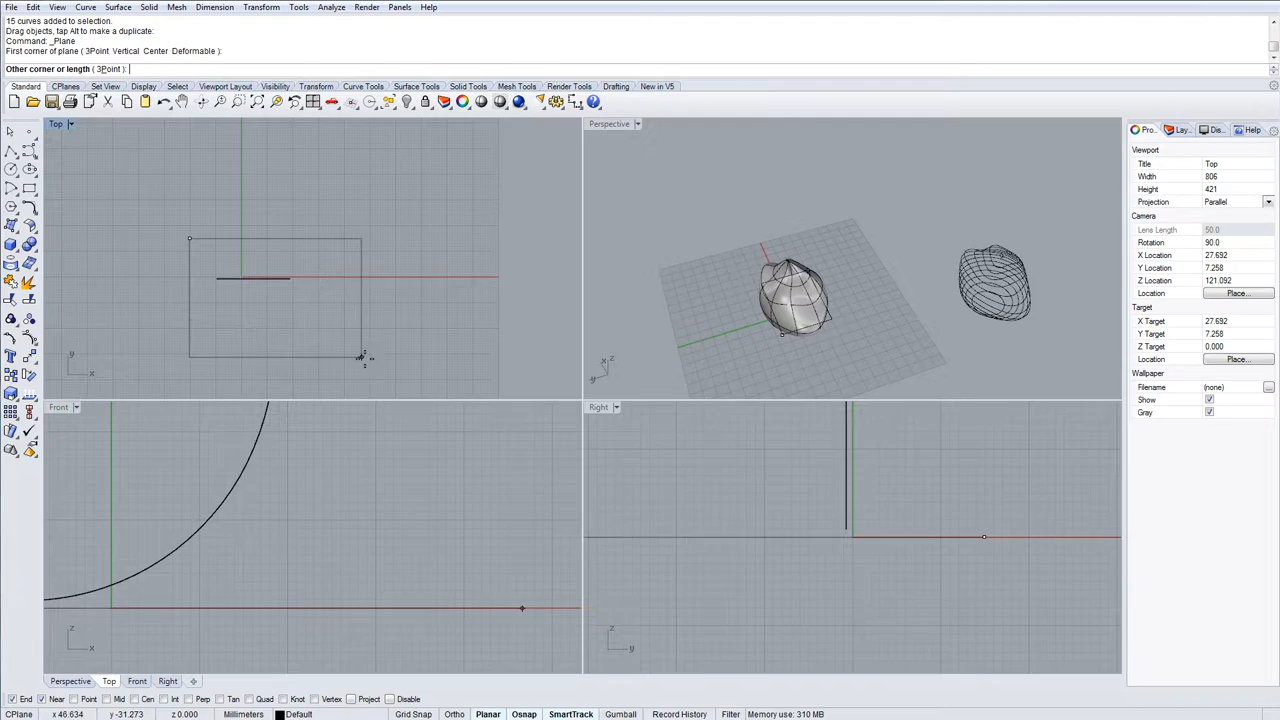 File Edit View Curve Surface Solid Mesh Dimension Transform Tools Analyze Render Panels Help
15 curves added to selection.
Drag objects, tap Alt to make a duplicate:
Command: _Plane
First corner of plane ( 3Point Vertical Center Deformable ):
Other corner or length ( 3Point ):
Standard CPlanes Set View Display Select Viewport Layout Visibility Transform Curve Tools Surface Tools Solid Tools Mesh Tools Render Tools Drafting New in V5
Top
Perspective
Pro... Lay... Dis... Help
Viewport
Title Top
Width 806
Height 421
Projection Parallel
Camera
Lens Length 50.0
Rotation 90.0
X Location 27.692
Y Location 7.258
Z Location 121.092
Location Place...
Target
X Target 27.692
Y Target 7.258
Z Target 0.000
Location Place...
Wallpaper
Filename (none) ...
Show
Gray
y
x
z
x
y
Front
Right
z
x
z
y
Perspective Top Front Right
End Near Point Mid Cen Int Perp Tan Quad Knot Vertex Project Disable
CPlane x 46.634 y -31.273 z 0.000 Millimeters Default Grid Snap Ortho Planar Osnap SmartTrack Gumball Record History Filter Memory use: 310 MB